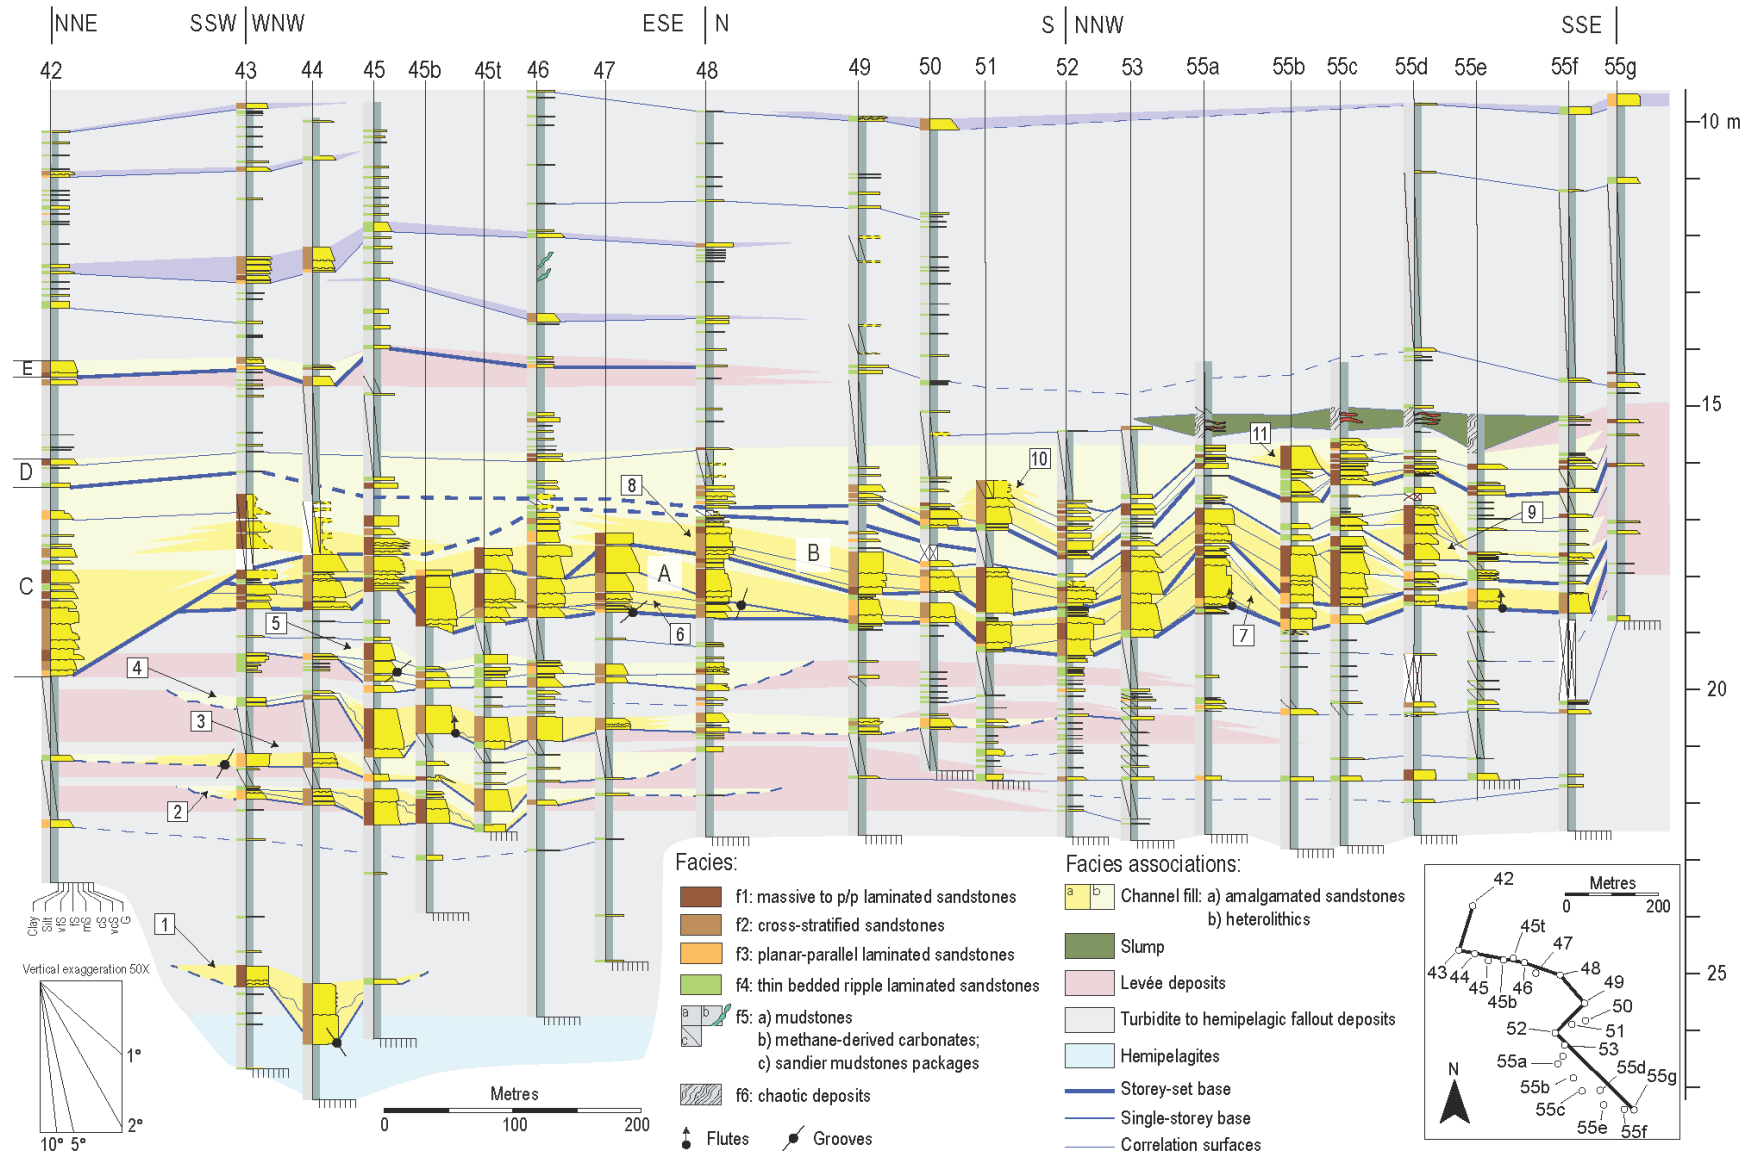 NNE SSW WNW ESE N S NNW SSE
42 43 44 45 45b 45t 46 47 48 49 50 51 52 53 55a 55b 55c 55d 55e 55f 55g
10 m
15
20
25
E
D
C
A
B
1
2
3
4
5
6
7
8
9
10
11
Clay
Silt
vfS
fS
mS
cS
vcS
G
Vertical exaggeration 50X
1°
2°
10° 5°
Metres
0 100 200
Facies:
f1: massive to p/p laminated sandstones
f2: cross-stratified sandstones
f3: planar-parallel laminated sandstones
f4: thin bedded ripple laminated sandstones
a b c
f5: a) mudstones
b) methane-derived carbonates;
c) sandier mudstones packages
f6: chaotic deposits
Flutes
Grooves
Facies associations:
a b
Channel fill: a) amalgamated sandstones
b) heterolithics
Slump
Levée deposits
Turbidite to hemipelagic fallout deposits
Hemipelagites
Storey-set base
Single-storey base
Correlation surfaces
Metres
0 200
42
45t
47
43
44
45
45b
46
48
49
50
51
52
53
55a
55b
55c
55d
55g
55e
55f
N